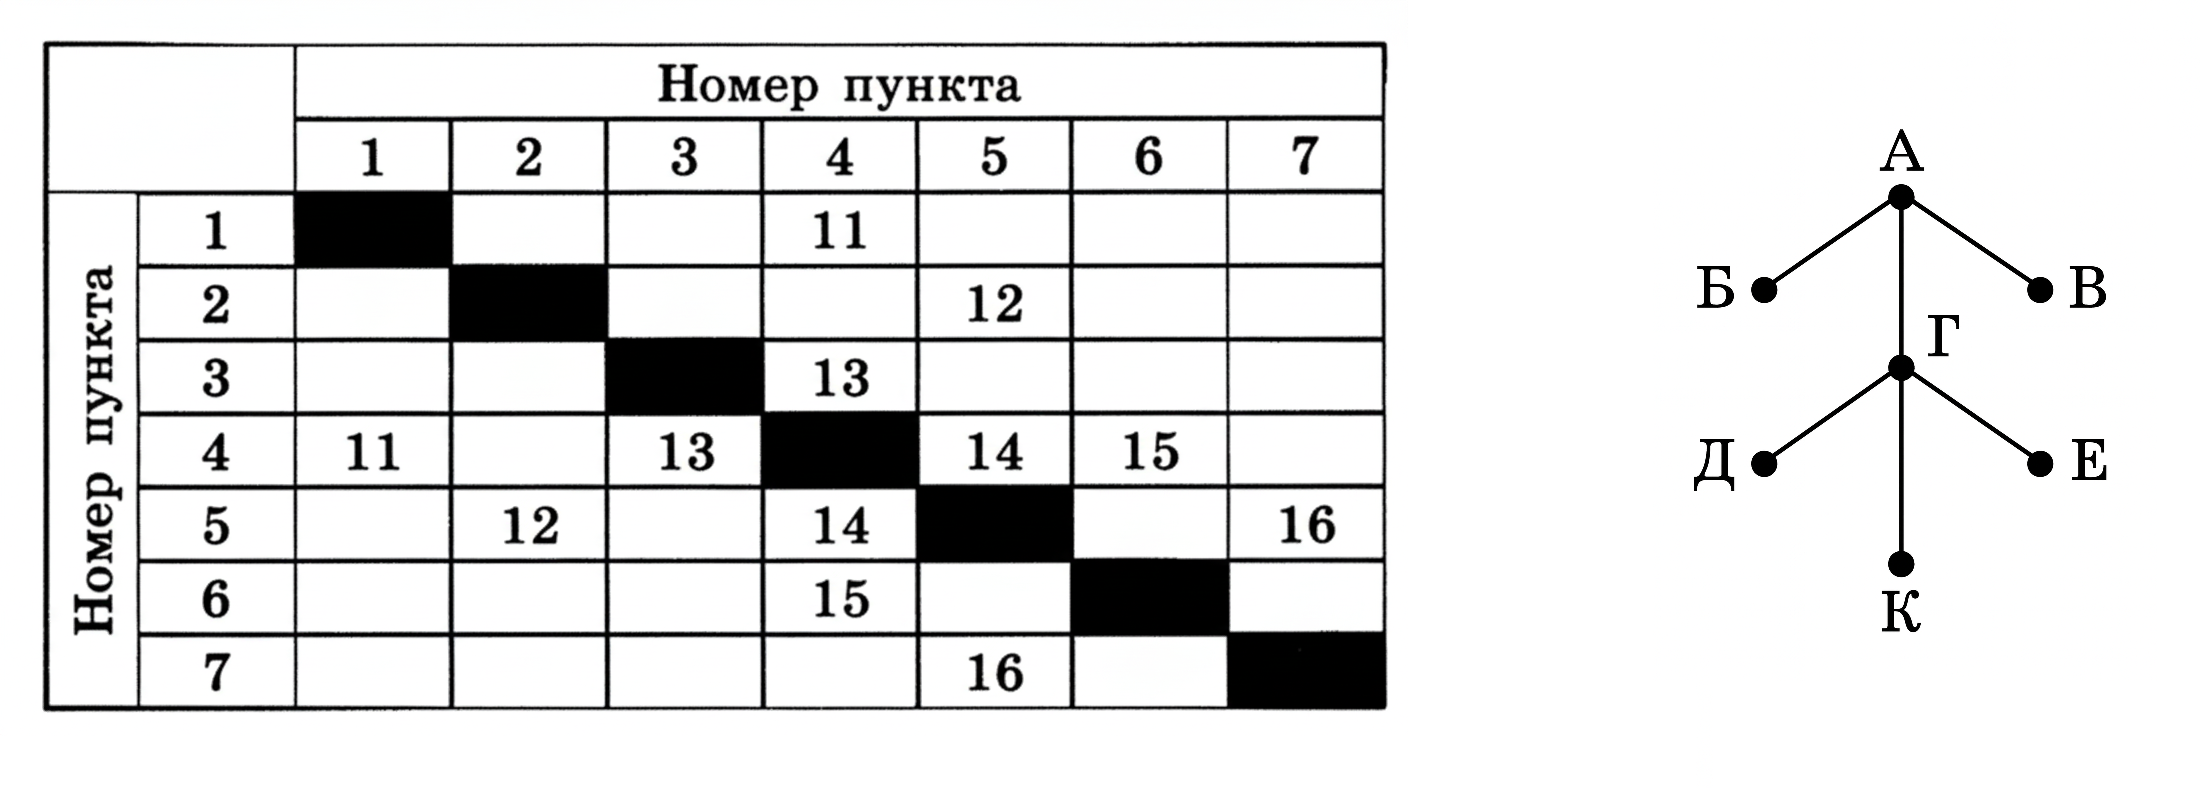 Номер пункта
1 2 3 4 5 6 7
Номер пункта
1 11
2 12
3 13
4 11 13 14 15
5 12 14 16
6 15
7 16
А
Б В
Г
Д Е
К